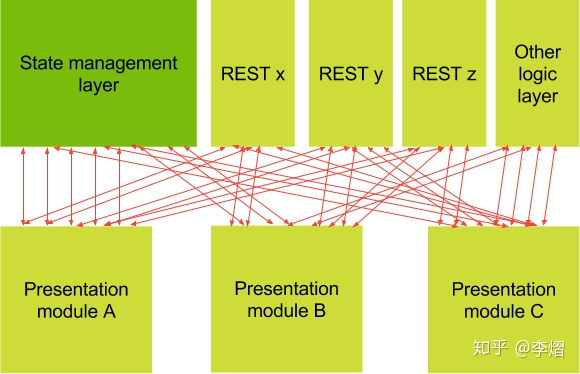 State management
layer
REST x
REST y
REST z
Other
logic
layer
Presentation
module A
Presentation
module B
Presentation
module C
知乎 @李熠